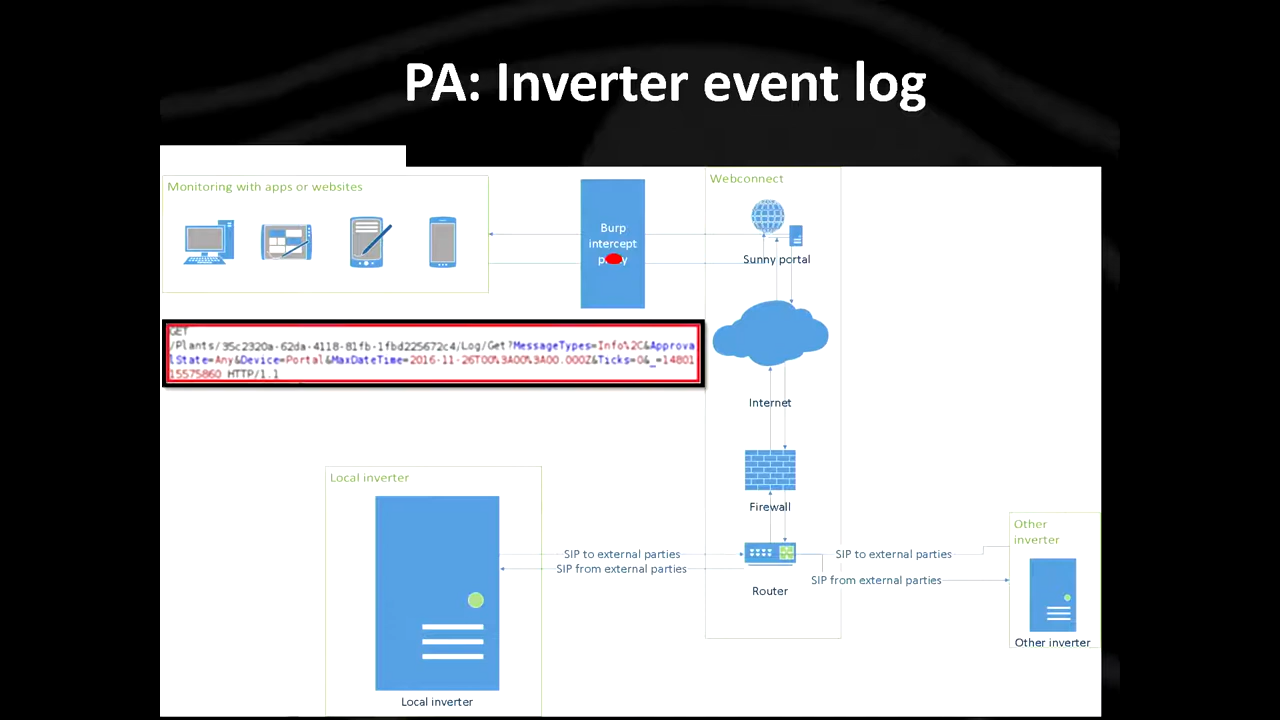 PA: Inverter event log
Monitoring with apps or websites
Webconnect
Burp
intercept
Sunny portal
GET
/Plants/35c2320a-62da-4118-81fb-1fbd225672c4/Log/Get?MessageTypes=Info%2C&Approva
lState=Any&Device=Portal&MaxDateTime=2016-11-26T00%3A00%3A00.000Z&Ticks=0&_=14801
15575860 HTTP/1.1
Internet
Local inverter
Firewall
Other
inverter
SIP to external parties
SIP from external parties
SIP to external parties
SIP from external parties
Router
Other inverter
Local inverter